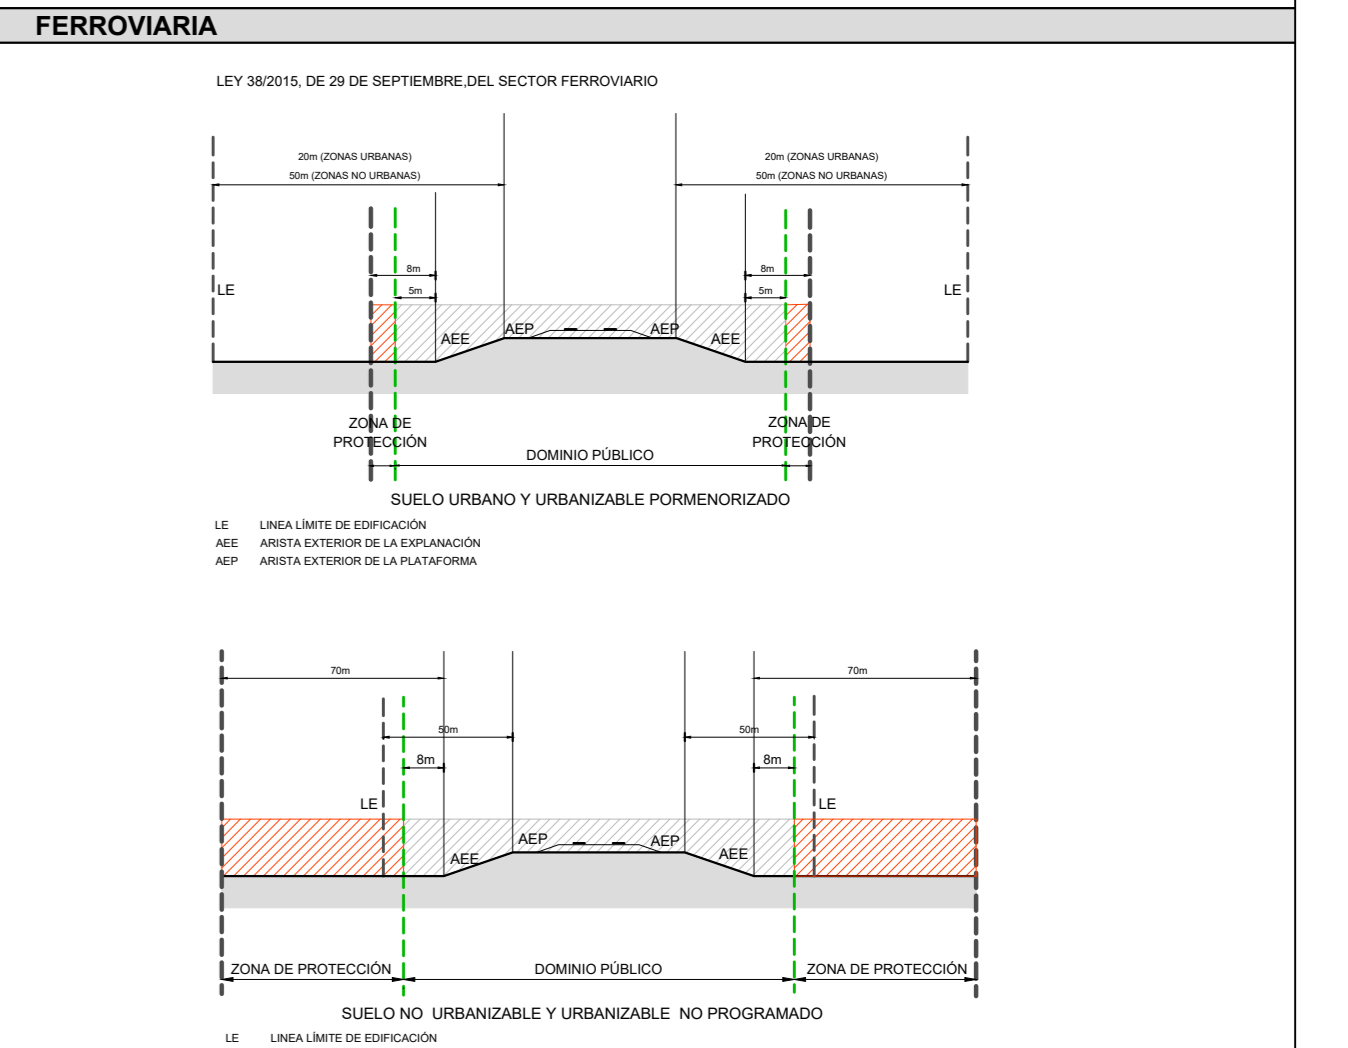 FERROVIARIA
LEY 38/2015, DE 29 DE SEPTIEMBRE,DEL SECTOR FERROVIARIO
20m (ZONAS URBANAS)
50m (ZONAS NO URBANAS)
20m (ZONAS URBANAS)
50m (ZONAS NO URBANAS)
8m
8m
LE
5m
5m
LE
AEE
AEP
AEP
AEE
ZONA DE
PROTECCIÓN
ZONA DE
PROTECCIÓN
DOMINIO PÚBLICO
SUELO URBANO Y URBANIZABLE PORMENORIZADO
LE LINEA LÍMITE DE EDIFICACIÓN
AEE ARISTA EXTERIOR DE LA EXPLANACIÓN
AEP ARISTA EXTERIOR DE LA PLATAFORMA
70m
70m
50m
50m
8m
8m
LE
LE
AEE
AEP
AEP
AEE
ZONA DE PROTECCIÓN
DOMINIO PÚBLICO
ZONA DE PROTECCIÓN
SUELO NO URBANIZABLE Y URBANIZABLE NO PROGRAMADO
LE LINEA LÍMITE DE EDIFICACIÓN